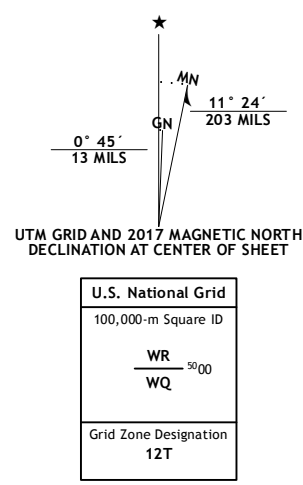 ★
MN
GN
11° 24´
203 MILS
0° 45´
13 MILS
UTM GRID AND 2017 MAGNETIC NORTH
DECLINATION AT CENTER OF SHEET
U.S. National Grid
100,000-m Square ID
WR
5000
WQ
Grid Zone Designation
12T